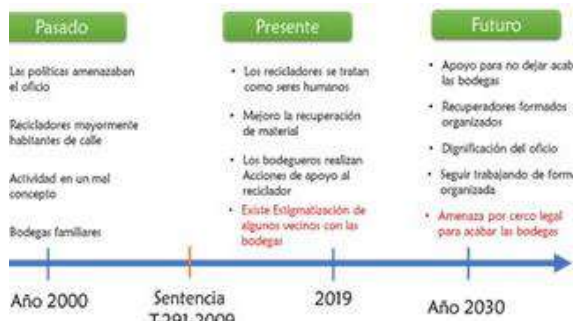 Pasado
Las políticas amenazaban
el oficio
Recicladores mayormente
habitantes de calle
Actividad en un mal
concepto
Bodegas familiares
Presente
• Los recicladores se tratan
como seres humanos
• Mejoro la recuperación
de material
• Los bodegueros realizan
Acciones de apoyo al
reciclador
• Existe Estigmatización de
algunos vecinos con las
bodegas
Futuro
• Apoyo para no dejar acab
las bodegas
• Recuperadores formados
organizados
• Dignificación del oficio
• Seguir trabajando de forma
organizada
• Amenaza por cerco legal
para acabar las bodegas
Año 2000
Sentencia
T-291-2009
2019
Año 2030